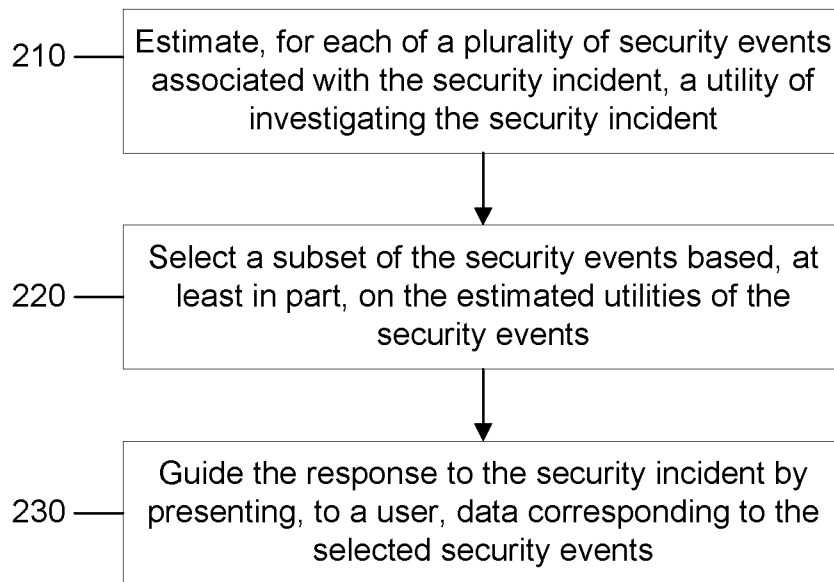 210
Estimate, for each of a plurality of security events
associated with the security incident, a utility of
investigating the security incident
220
Select a subset of the security events based, at
least in part, on the estimated utilities of the
security events
230
Guide the response to the security incident by
presenting, to a user, data corresponding to the
selected security events